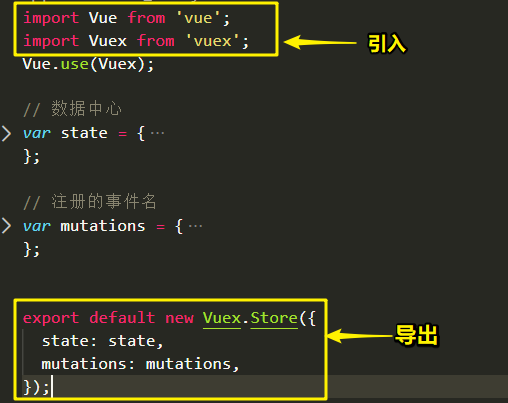 import Vue from 'vue';
import Vuex from 'vuex';
引入
Vue.use(Vuex);
// 数据中心
var state = {…
};
// 注册的事件名
var mutations = {…
};
export default new Vuex.Store({
state: state,
导出
mutations: mutations,
});